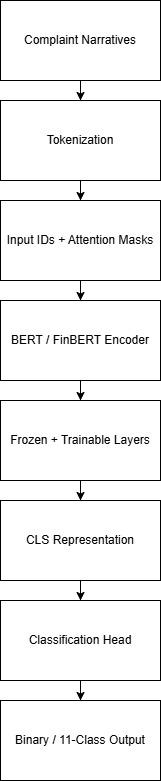 Complaint Narratives
Tokenization
Input IDs + Attention Masks
BERT / FinBERT Encoder
Frozen + Trainable Layers
CLS Representation
Classification Head
Binary / 11-Class Output